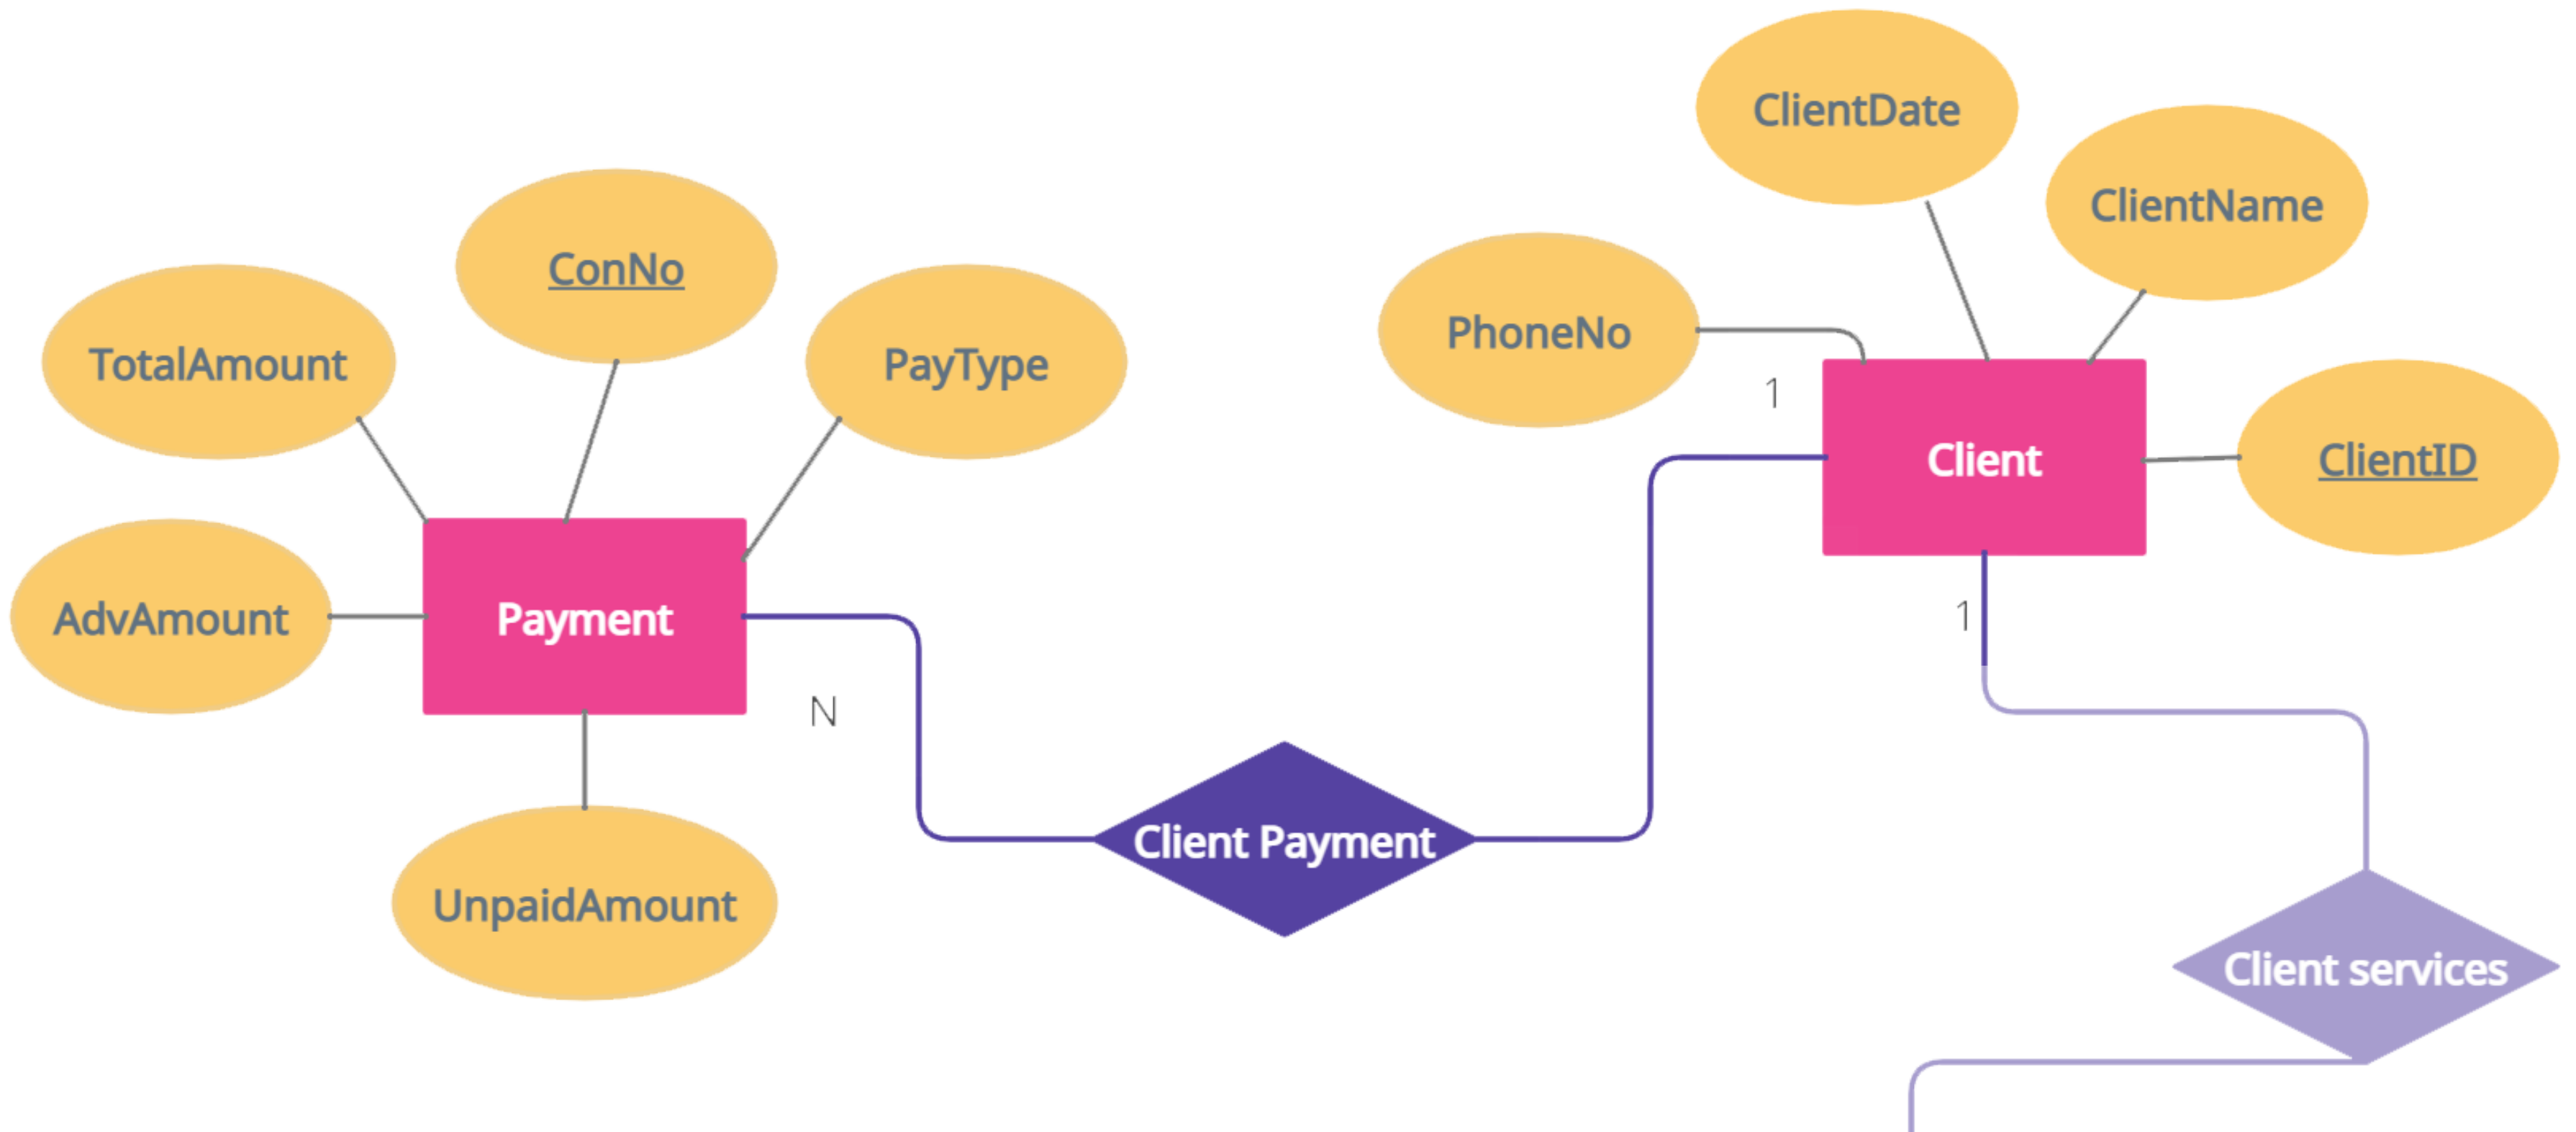 ClientDate
ClientName
ConNo
PhoneNo
TotalAmount
PayType
1
Client
ClientID
AdvAmount
Payment
1
N
Client Payment
UnpaidAmount
Client services